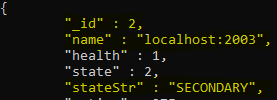 {
"_id" : 2,
"name" : "localhost:2003",
"health" : 1,
"state" : 2,
"stateStr" : "SECONDARY",